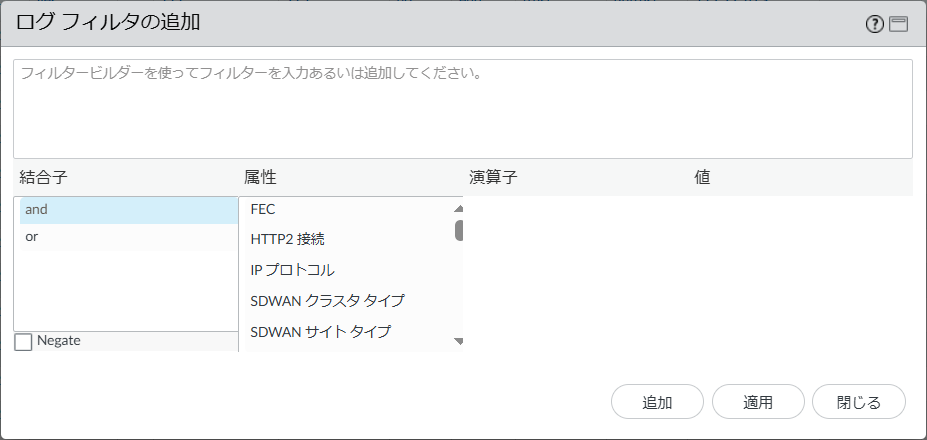 ログ フィルタの追加
フィルタービルダーを使ってフィルターを入力あるいは追加してください。
結合子 属性 演算子 値
and
or
Negate
FEC
HTTP2 接続
IP プロトコル
SDWAN クラスタ タイプ
SDWAN サイト タイプ
追加 適用 閉じる